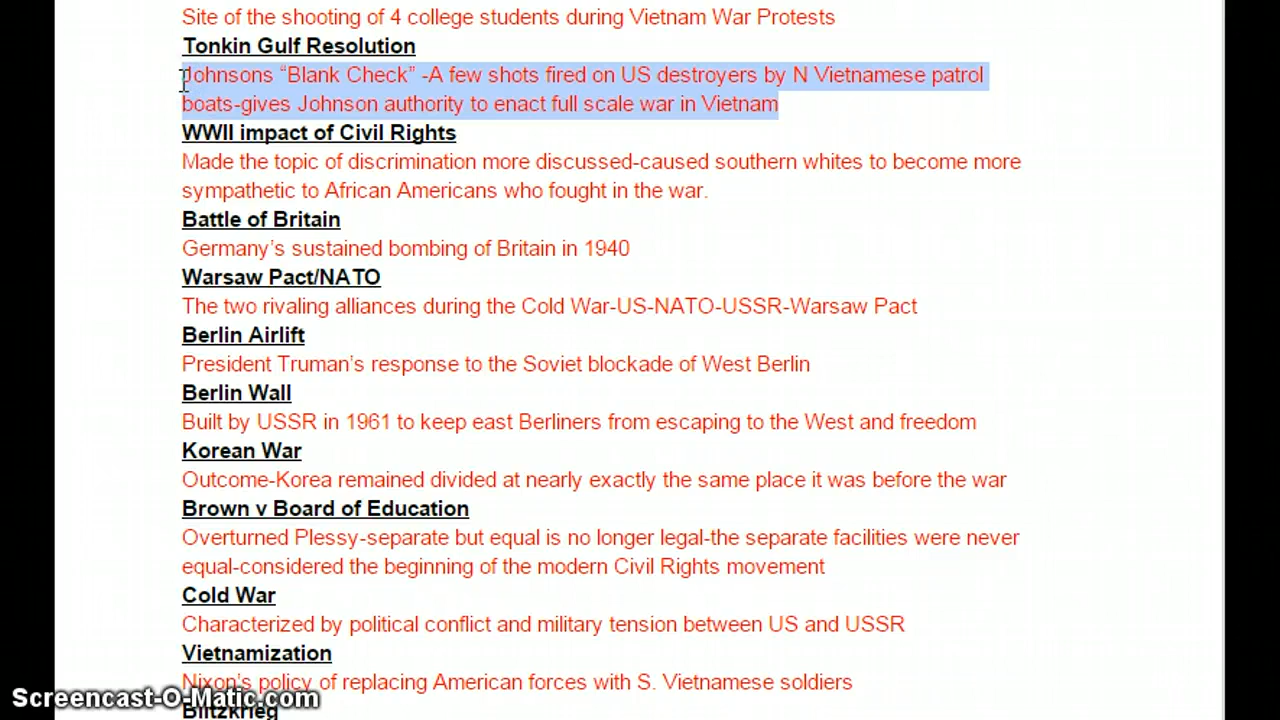 Site of the shooting of 4 college students during Vietnam War Protests
Tonkin Gulf Resolution
Johnsons “Blank Check” -A few shots fired on US destroyers by N Vietnamese patrol
boats-gives Johnson authority to enact full scale war in Vietnam
WWII impact of Civil Rights
Made the topic of discrimination more discussed-caused southern whites to become more
sympathetic to African Americans who fought in the war.
Battle of Britain
Germany’s sustained bombing of Britain in 1940
Warsaw Pact/NATO
The two rivaling alliances during the Cold War-US-NATO-USSR-Warsaw Pact
Berlin Airlift
President Truman’s response to the Soviet blockade of West Berlin
Berlin Wall
Built by USSR in 1961 to keep east Berliners from escaping to the West and freedom
Korean War
Outcome-Korea remained divided at nearly exactly the same place it was before the war
Brown v Board of Education
Overturned Plessy-separate but equal is no longer legal-the separate facilities were never
equal-considered the beginning of the modern Civil Rights movement
Cold War
Characterized by political conflict and military tension between US and USSR
Vietnamization
Nixon’s policy of replacing American forces with S. Vietnamese soldiers
Screencast-O-Matic.com
Blitzkrieg